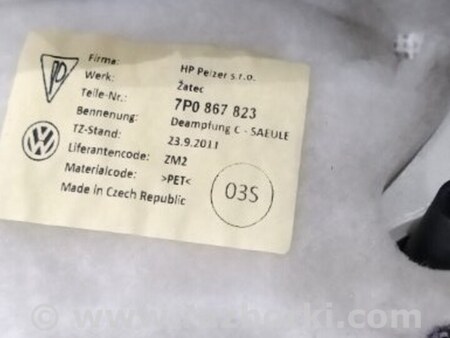 Firma: HP Pelzer s.r.o.
Werk: Žatec
Teile-Nr.: 7P0 867 823
Bennenung: Deampfung C - SAEULE
TZ-Stand: 23.9.2011
Liferantencode: ZM2
Materialcode: >PET<
Made in Czech Republic
03S